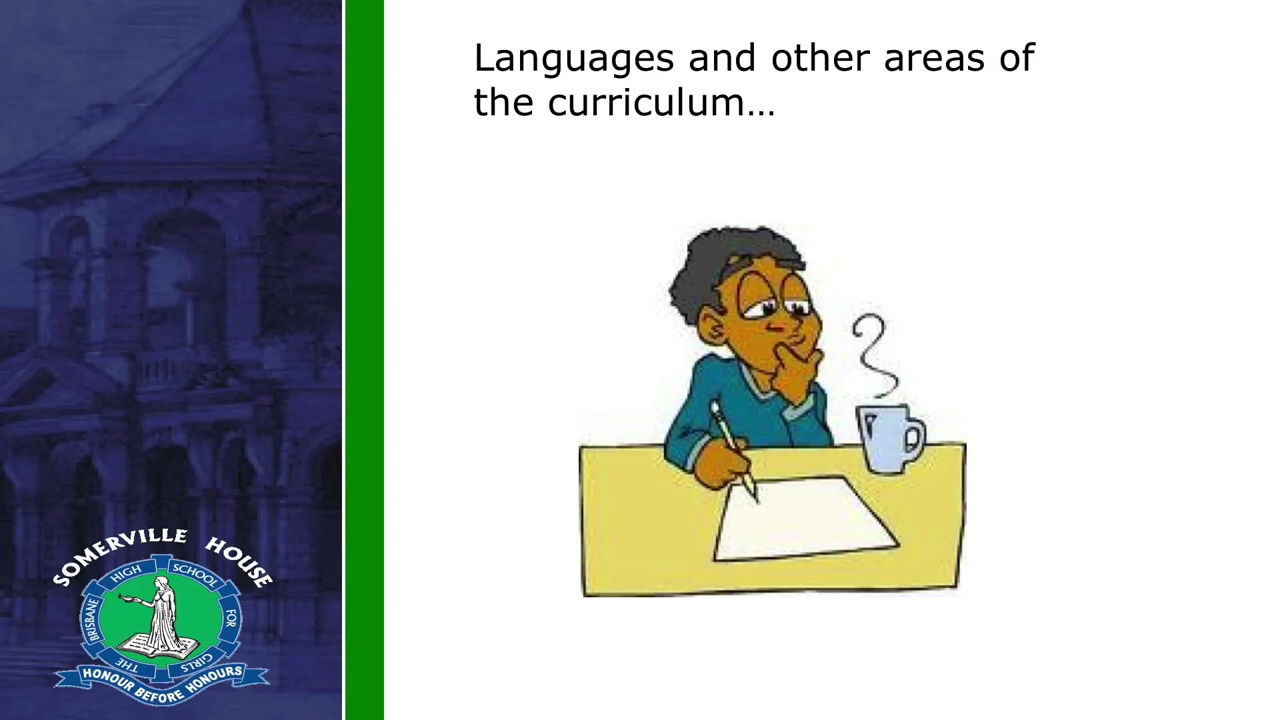 Languages and other areas of
the curriculum…
SOMERVILLE HOUSE
THE BRISBANE HIGH SCHOOL FOR GIRLS
HONOUR BEFORE HONOURS